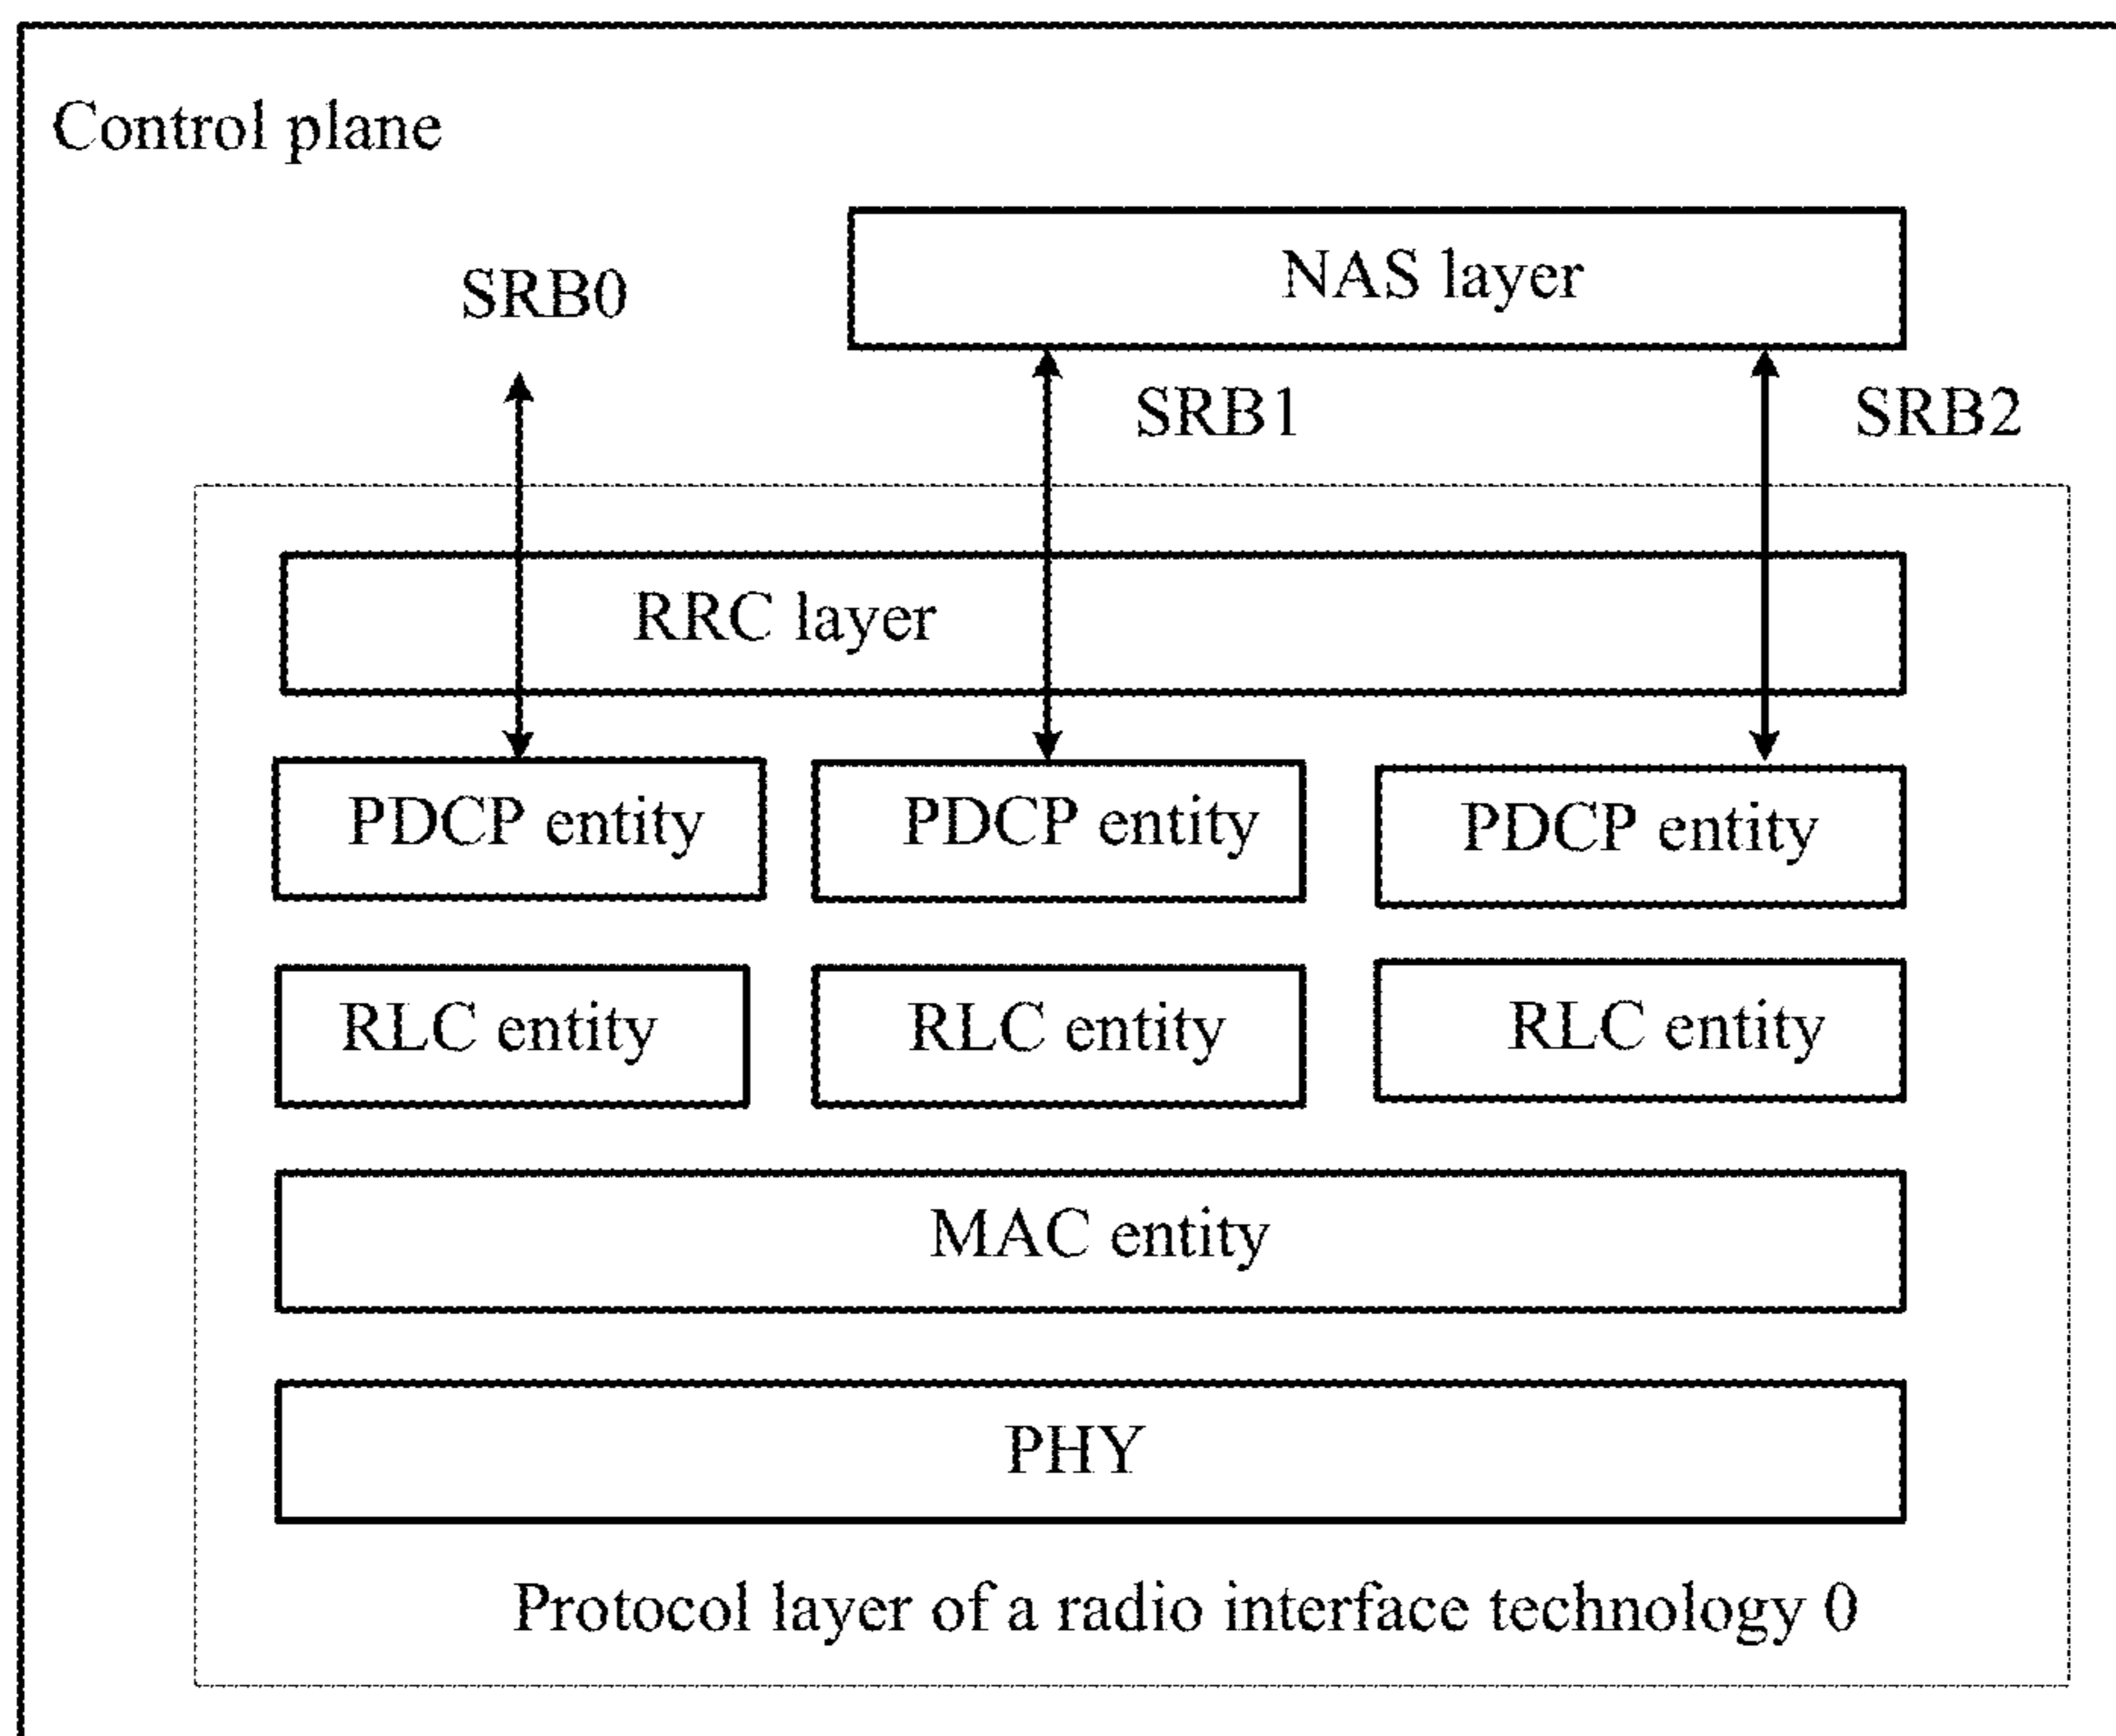 Control plane
NAS layer
SRB0
SRB1
SRB2
RRC layer
PDCP entity
PDCP entity
PDCP entity
RLC entity
RLC entity
RLC entity
MAC entity
PHY
Protocol layer of a radio interface technology 0